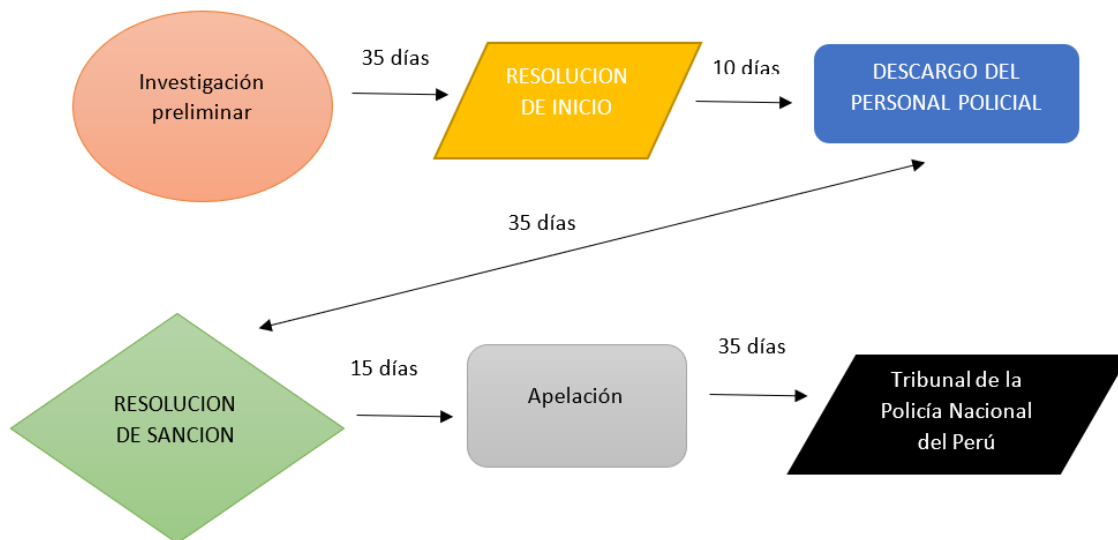 35 días
10 días
Investigación
preliminar
RESOLUCION
DE INICIO
DESCARGO DEL
PERSONAL POLICIAL
35 días
15 días
35 días
RESOLUCION
DE SANCION
Apelación
Tribunal de la
Policía Nacional
del Perú